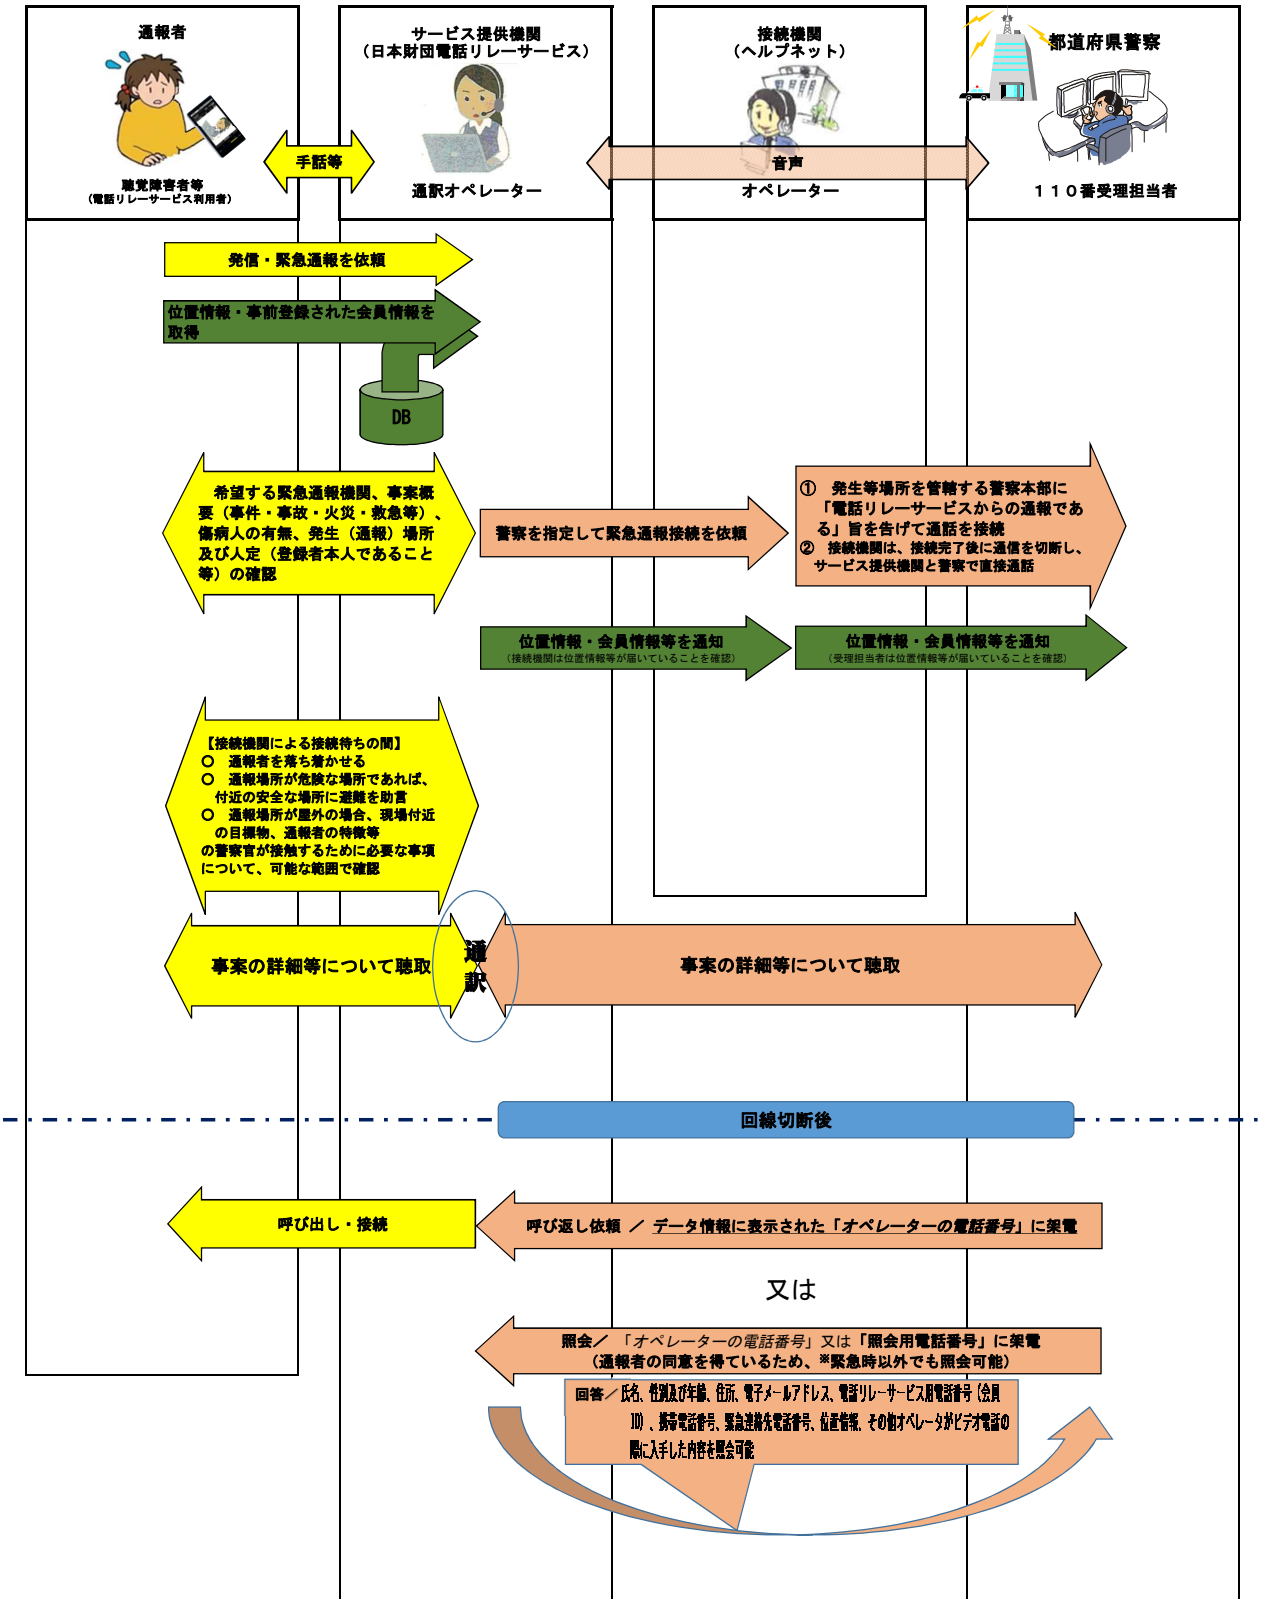 通報者
聴覚障害者等
（電話リレーサービス利用者）
手話等
サービス提供機関
（日本財団電話リレーサービス）
通訳オペレーター
接続機関
（ヘルプネット）
音声
オペレーター
都道府県警察
１１０番受理担当者
発信・緊急通報を依頼
位置情報・事前登録された会員情報を
取得
DB
希望する緊急通報機関、事案概
要（事件・事故・火災・救急等）、
傷病人の有無、発生（通報）場所
及び人定（登録者本人であること
等）の確認
警察を指定して緊急通報接続を依頼
①　発生等場所を管轄する警察本部に
「電話リレーサービスからの通報であ
る」旨を告げて通話を接続
②　接続機関は、接続完了後に通信を切断し、
サービス提供機関と警察で直接通話
位置情報・会員情報等を通知
（接続機関は位置情報等が届いていることを確認）
位置情報・会員情報等を通知
（受理担当者は位置情報等が届いていることを確認）
【接続機関による接続待ちの間】
○　通報者を落ち着かせる
○　通報場所が危険な場所であれば、
付近の安全な場所に避難を助言
○　通報場所が屋外の場合、現場付近
の目標物、通報者の特徴等
の警察官が接触するために必要な事項
について、可能な範囲で確認
事案の詳細等について聴取
通
訳
事案の詳細等について聴取
回線切断後
呼び出し・接続
呼び返し依頼 ／ データ情報に表示された「オペレーターの電話番号」に架電
又は
照会／ 「オペレーターの電話番号」又は「照会用電話番号」に架電
（通報者の同意を得ているため、※緊急時以外でも照会可能）
回答／氏名、性別及び年齢、住所、電子メールアドレス、電話リレーサービス用電話番号（会員
ID）、携帯電話番号、緊急連絡先電話番号、位置情報、その他オペレータがビデオ電話の
際に入手した内容を照会可能